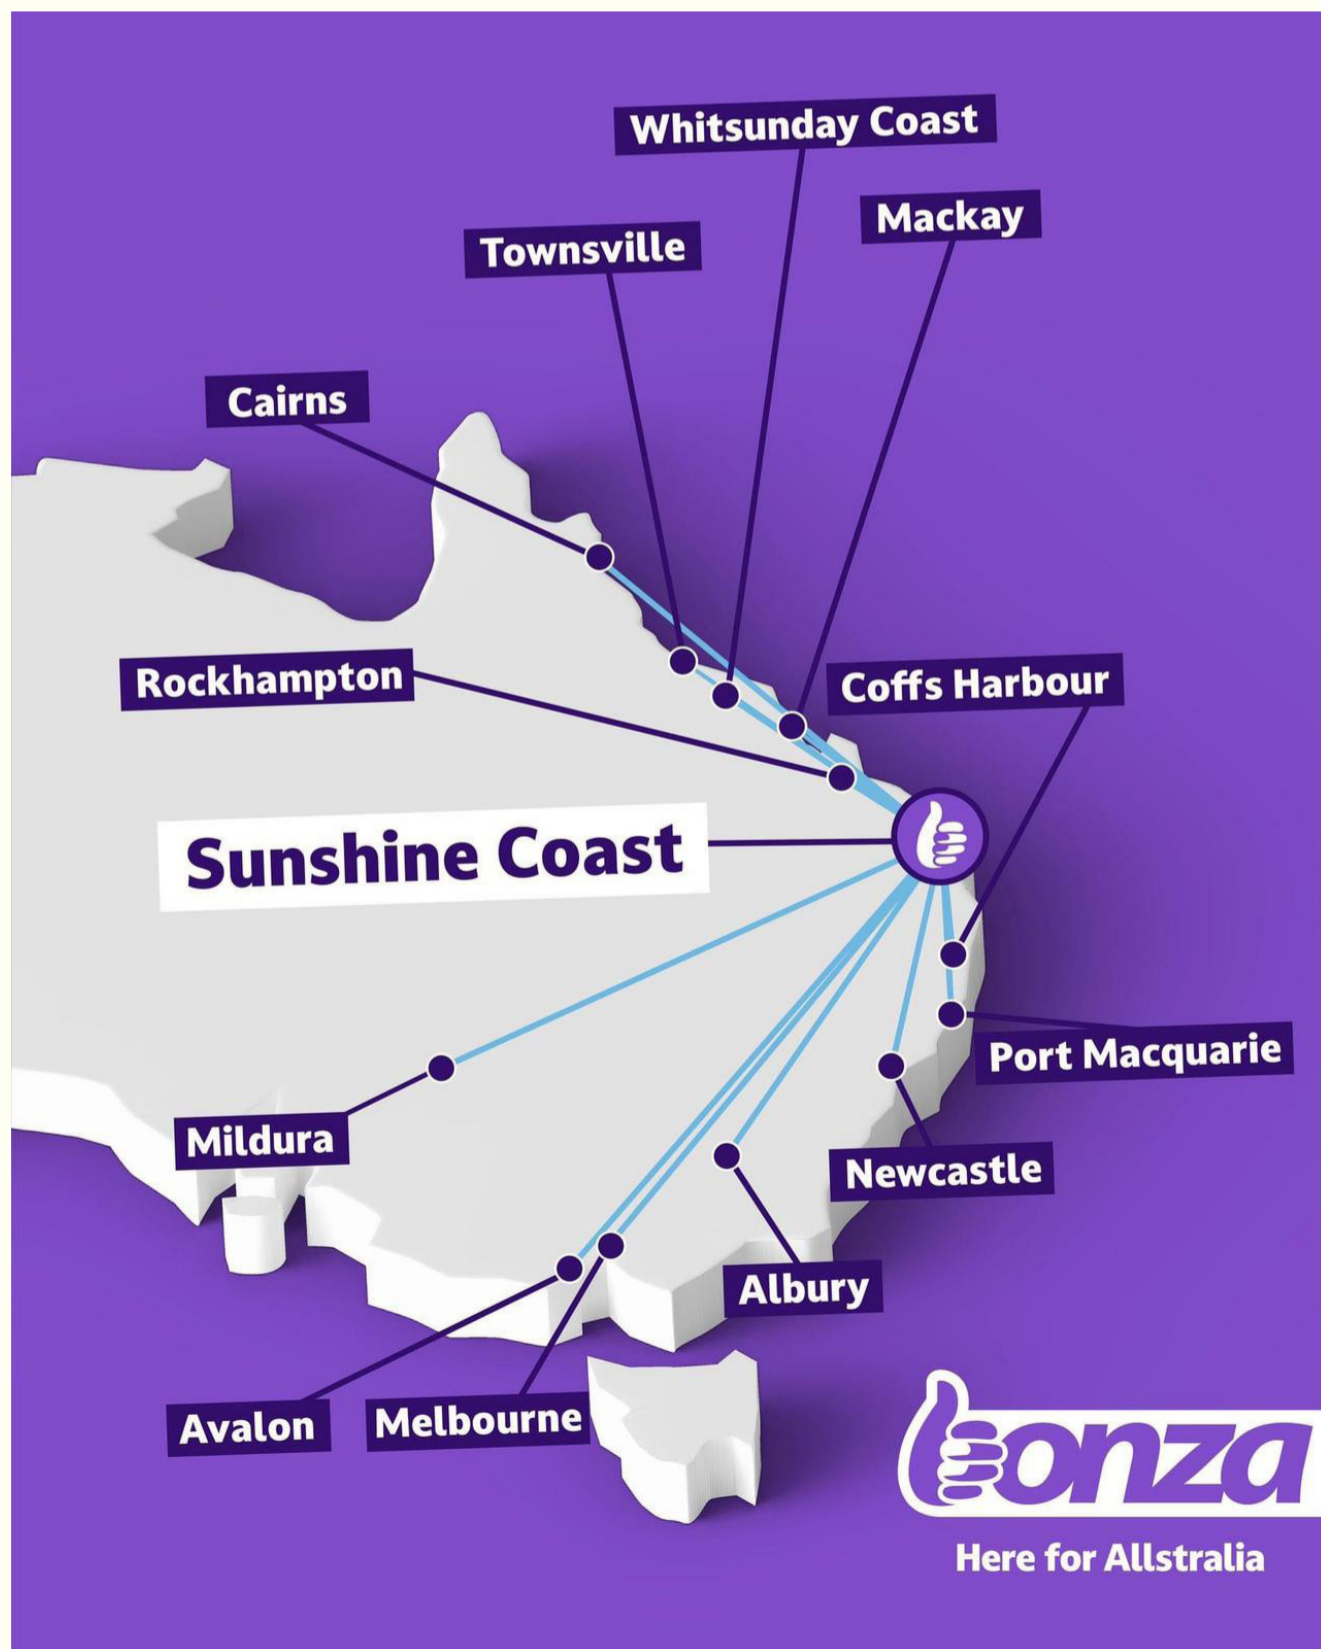 Whitsunday Coast
Mackay
Townsville
Cairns
Rockhampton
Coffs Harbour
Sunshine Coast
Port Macquarie
Mildura
Newcastle
Albury
Avalon
Melbourne
bonza
Here for Allstralia